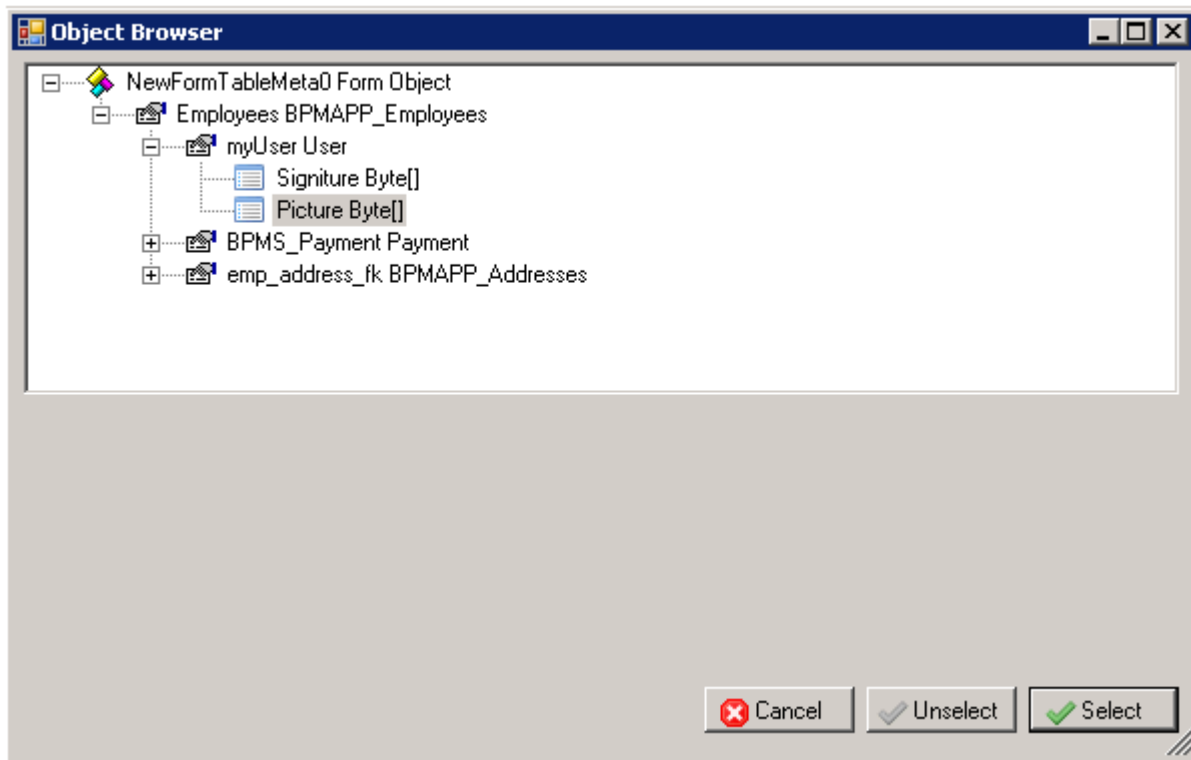 Object Browser
NewFormTableMeta0 Form Object
Employees BPMAPP_Employees
myUser User
Signiture Byte[]
Picture Byte[]
BPMS_Payment Payment
emp_address_fk BPMAPP_Addresses
Cancel Unselect Select